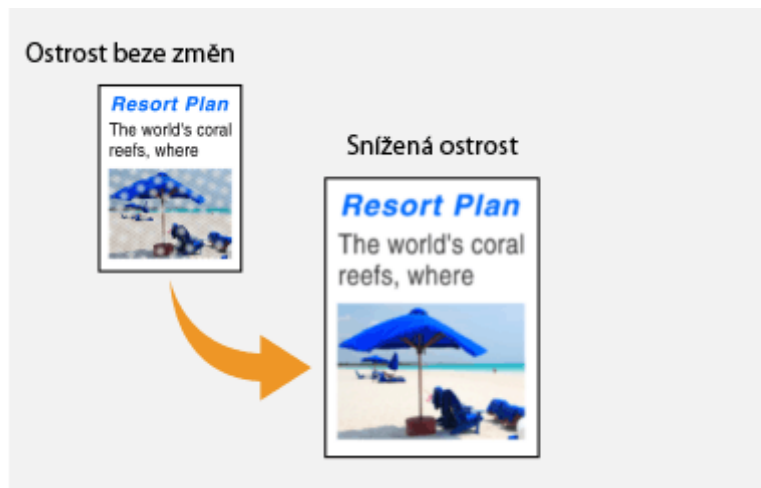 Ostrost beze změn
Resort Plan
The world's coral
reefs, where
Snížená ostrost
Resort Plan
The world's coral
reefs, where